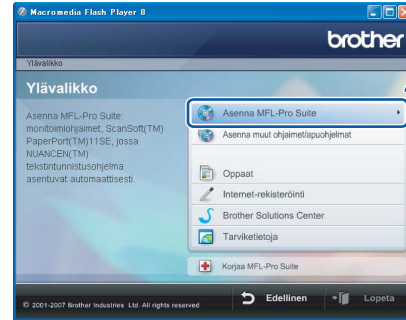 Macromedia Flash Player 8
brother
Ylävalikko
Ylävalikko
Asenna MFL-Pro Suite:
monitoimiohjaimet, ScanSoft(TM)
PaperPort(TM)11SE, jossa
NUANCEN(TM)
tekstintunnistusohjelma
asentuvat automaattisesti.
Asenna MFL-Pro Suite
Asenna muut ohjaimet/apuohjelmat
Oppaat
Internet-rekisteröinti
Brother Solutions Center
Tarviketietoja
Korjaa MFL-Pro Suite
© 2001-2007 Brother Industries Ltd. All rights reserved
Edellinen
Lopeta